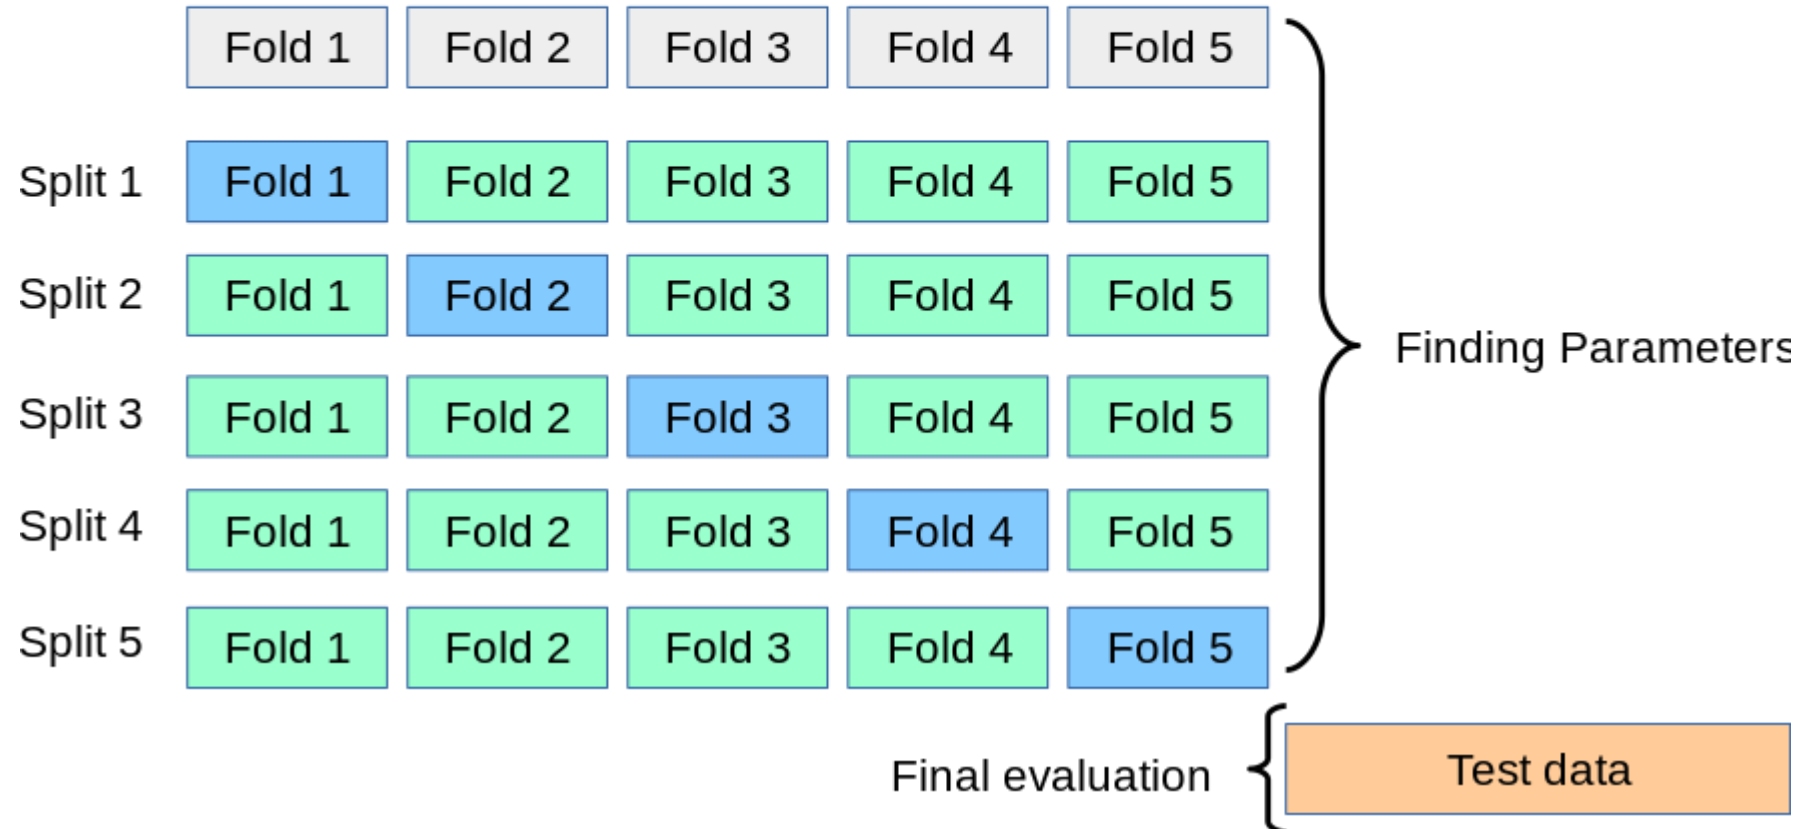 Fold 1 Fold 2 Fold 3 Fold 4 Fold 5
Split 1 Fold 1 Fold 2 Fold 3 Fold 4 Fold 5
Split 2 Fold 1 Fold 2 Fold 3 Fold 4 Fold 5
Finding Parameters
Split 3 Fold 1 Fold 2 Fold 3 Fold 4 Fold 5
Split 4 Fold 1 Fold 2 Fold 3 Fold 4 Fold 5
Split 5 Fold 1 Fold 2 Fold 3 Fold 4 Fold 5
Final evaluation Test data